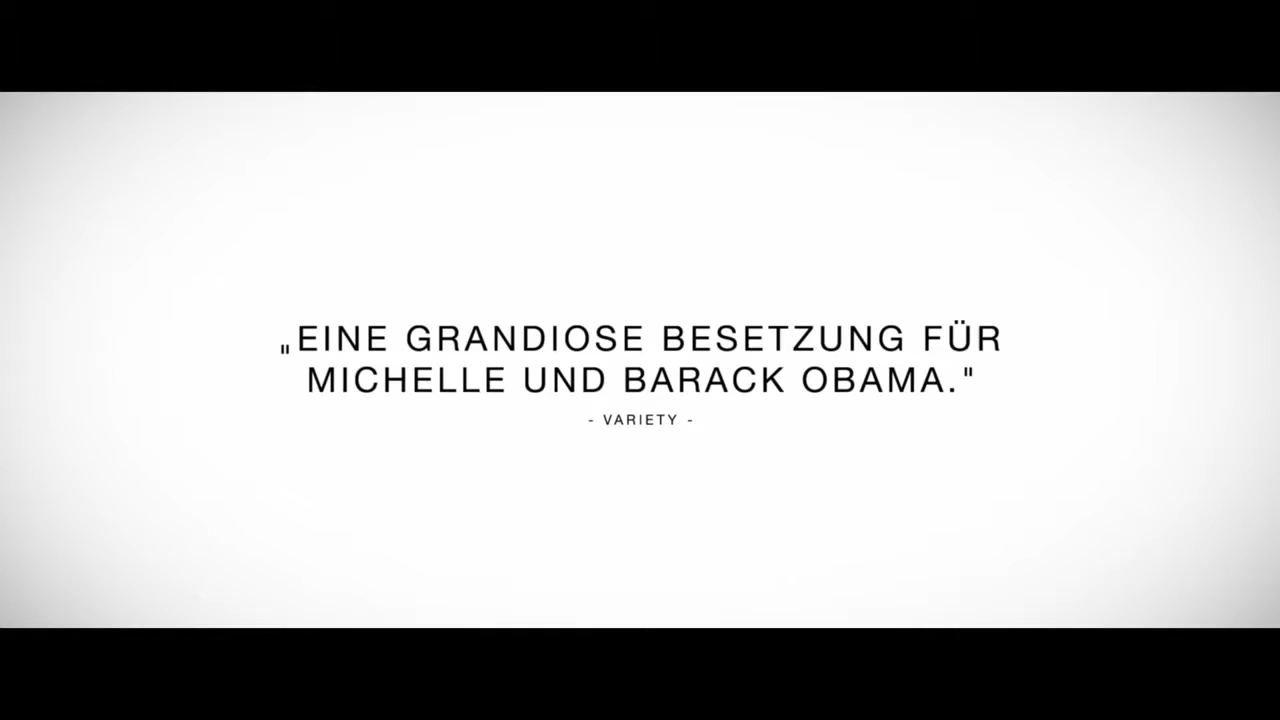 „EINE GRANDIOSE BESETZUNG FÜR
MICHELLE UND BARACK OBAMA."
- VARIETY -